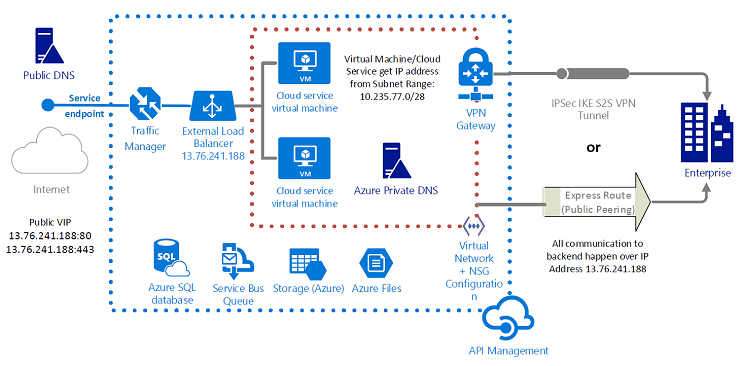 Public DNS
Service
endpoint
Internet
Public VIP
13.76.241.188:80
13.76.241.188:443
Traffic
Manager
External Load
Balancer
13.76.241.188
VM
Cloud service
virtual machine
VM
Cloud service
virtual machine
Virtual Machine/Cloud
Service get IP address
from Subnet Range:
10.235.77.0/28
Azure Private DNS
VPN
Gateway
IPSec IKE S2S VPN
Tunnel
or
Enterprise
Express Route
(Public Peering)
All communication to
backend happen over IP
Address 13.76.241.188
Virtual
Network
+ NSG
Configuratio
n
SQL
Azure SQL
database
Service Bus
Queue
Storage (Azure)
Azure Files
API Management